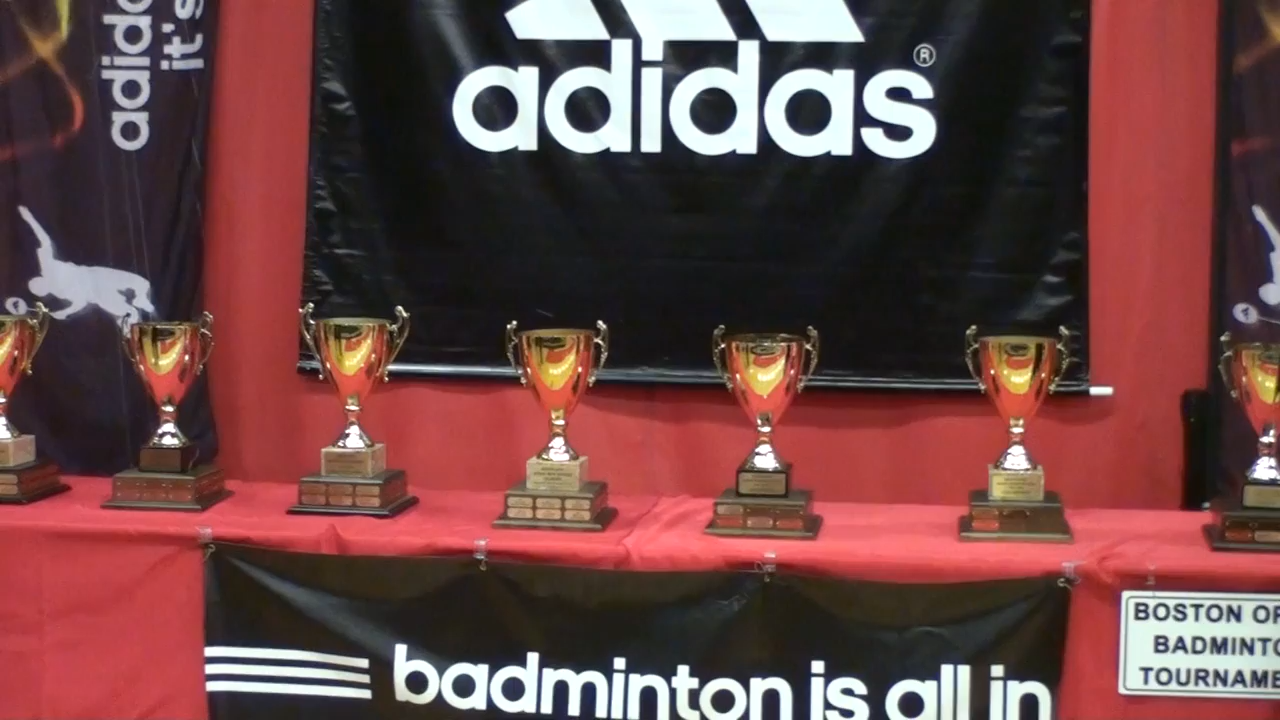 adida
it's
adidas®
badminton is all in
BOSTON OP
BADMINTO
TOURNAME